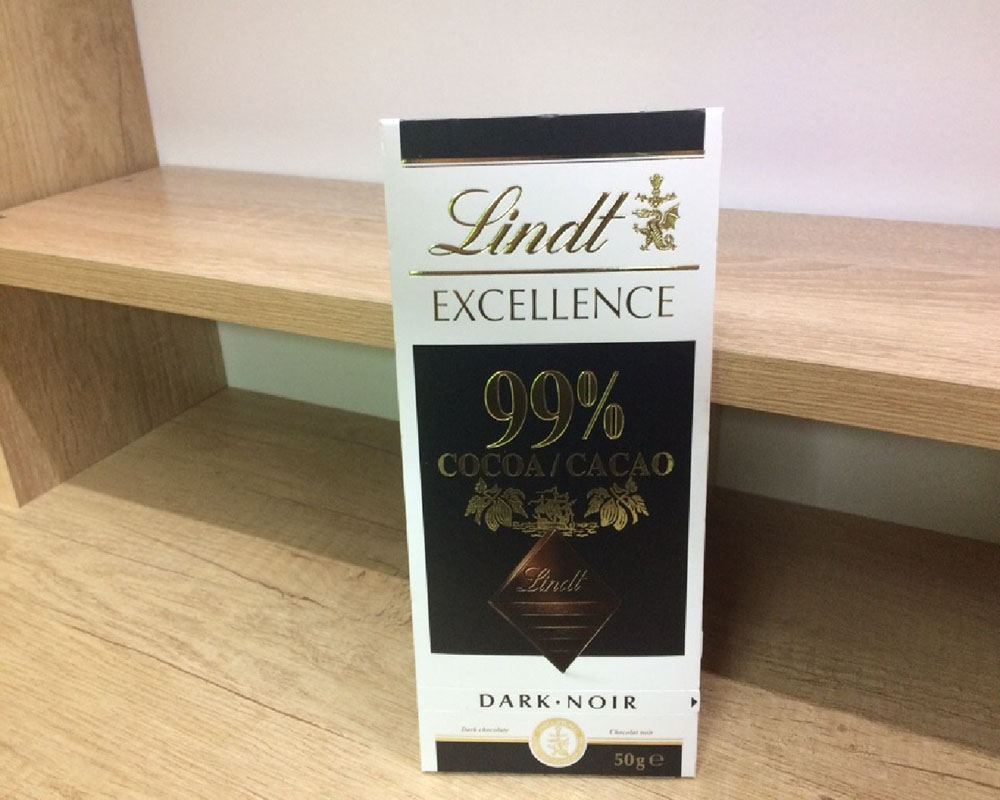 Lindt
EXCELLENCE
99%
COCOA / CACAO
Lindt
DARK·NOIR
Dark chocolate
Chocolat noir
50g ℮